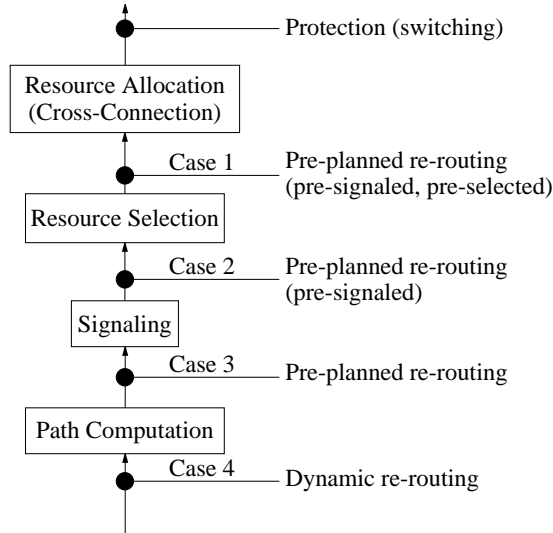 Protection (switching)
Resource Allocation
(Cross-Connection)
Case 1
Pre-planned re-routing
(pre-signaled, pre-selected)
Resource Selection
Case 2
Pre-planned re-routing
(pre-signaled)
Signaling
Case 3
Pre-planned re-routing
Path Computation
Case 4
Dynamic re-routing